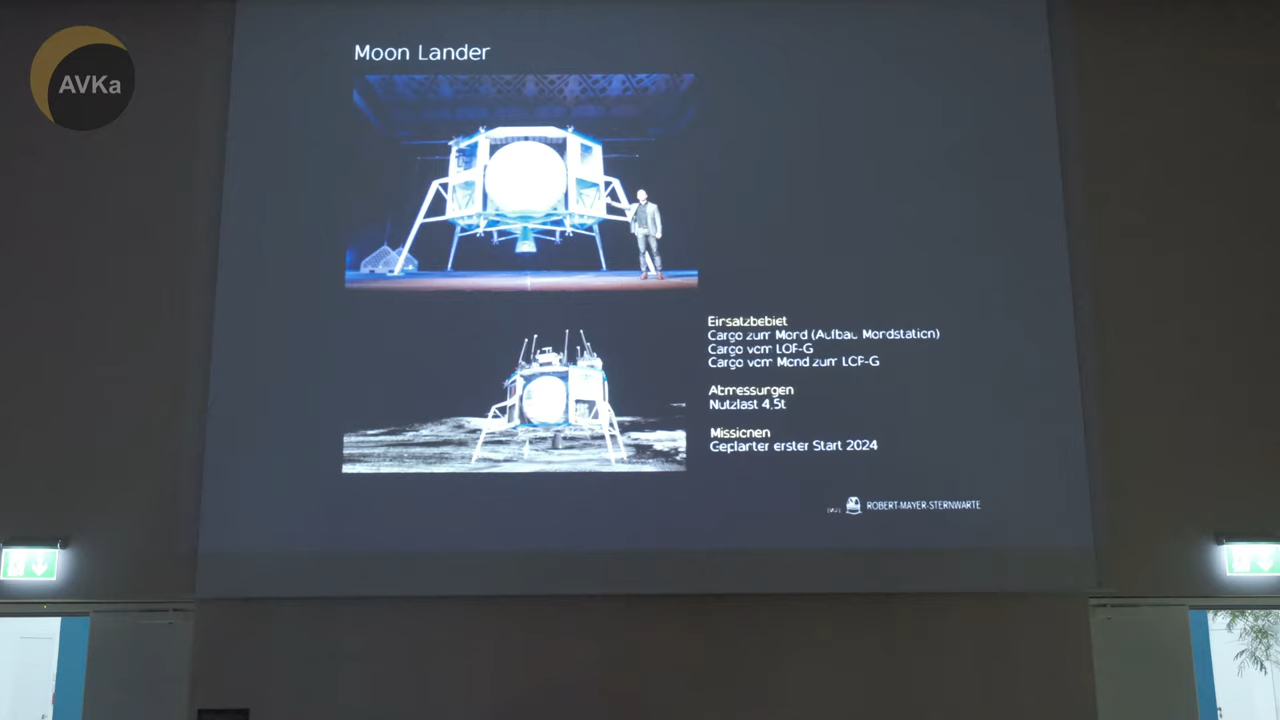 AVKa
Moon Lander
Einsatzbebiet
Cargo zum Mond (Aufbau Mondstation)
Cargo vom LOP-G
Cargo vom Mond zum LOP-G
Abmessungen
Nutzlast 4,5t
Missionen
Geplanter erster Start 2024
ROBERT-MAYER-STERNWARTE